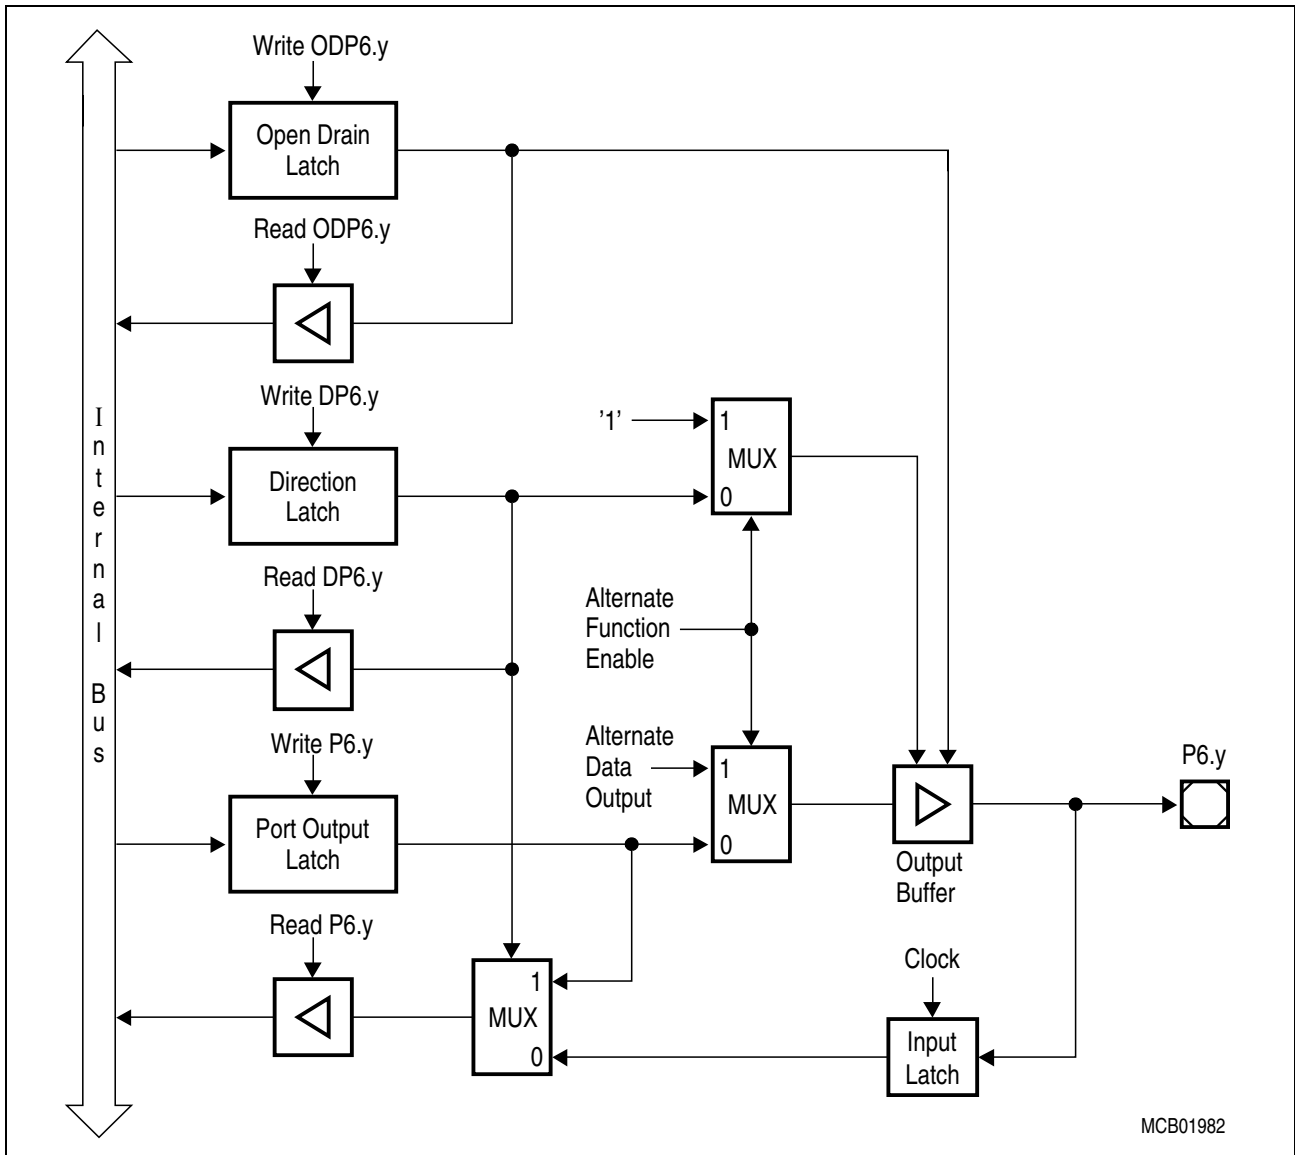 Write ODP6.y
Open Drain
Latch
Read ODP6.y
Write DP6.y
Internal Bus
'1'
1
MUX
0
Direction
Latch
Read DP6.y
Alternate
Function
Enable
Write P6.y
Alternate
Data
Output
1
MUX
0
P6.y
Port Output
Latch
Output
Buffer
Read P6.y
1
MUX
0
Clock
Input
Latch
MCB01982